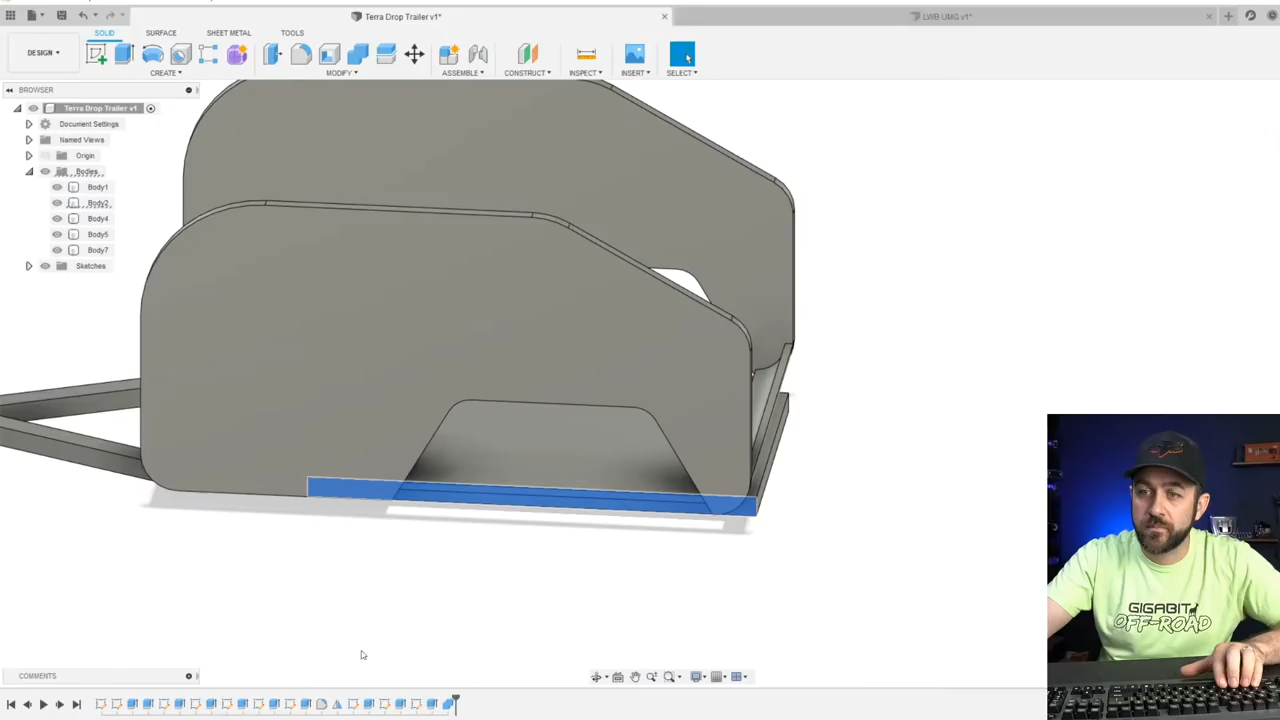 Terra Drop Trailer v1*
LWB UMG v1*
DESIGN
SOLID
SURFACE
SHEET METAL
TOOLS
CREATE
MODIFY
ASSEMBLE
CONSTRUCT
INSPECT
INSERT
SELECT
BROWSER
Terra Drop Trailer v1
Document Settings
Named Views
Origin
Bodies
Body1
Body2
Body4
Body5
Body7
Sketches
GIGABIT
OFF-ROAD
COMMENTS